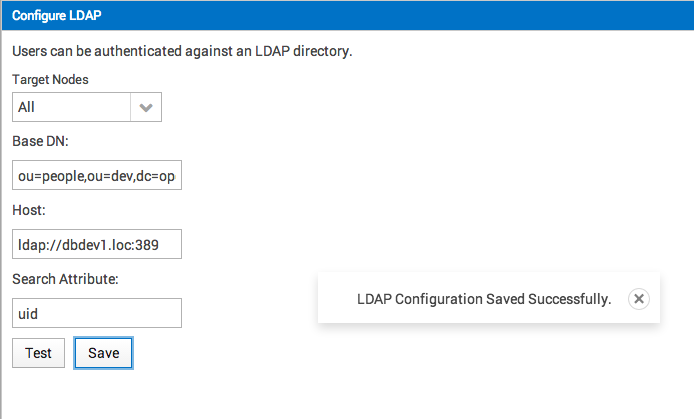 Configure LDAP
Users can be authenticated against an LDAP directory.
Target Nodes
All
Base DN:
ou=people,ou=dev,dc=op
Host:
ldap://dbdev1.loc:389
Search Attribute:
LDAP Configuration Saved Successfully.
uid
Test Save